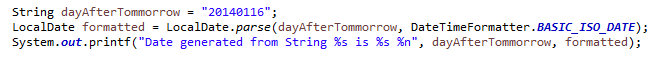 String dayAfterTommorrow = "20140116";
LocalDate formatted = LocalDate.parse(dayAfterTommorrow, DateTimeFormatter.BASIC_ISO_DATE);
System.out.printf("Date generated from String %s is %s %n", dayAfterTommorrow, formatted);